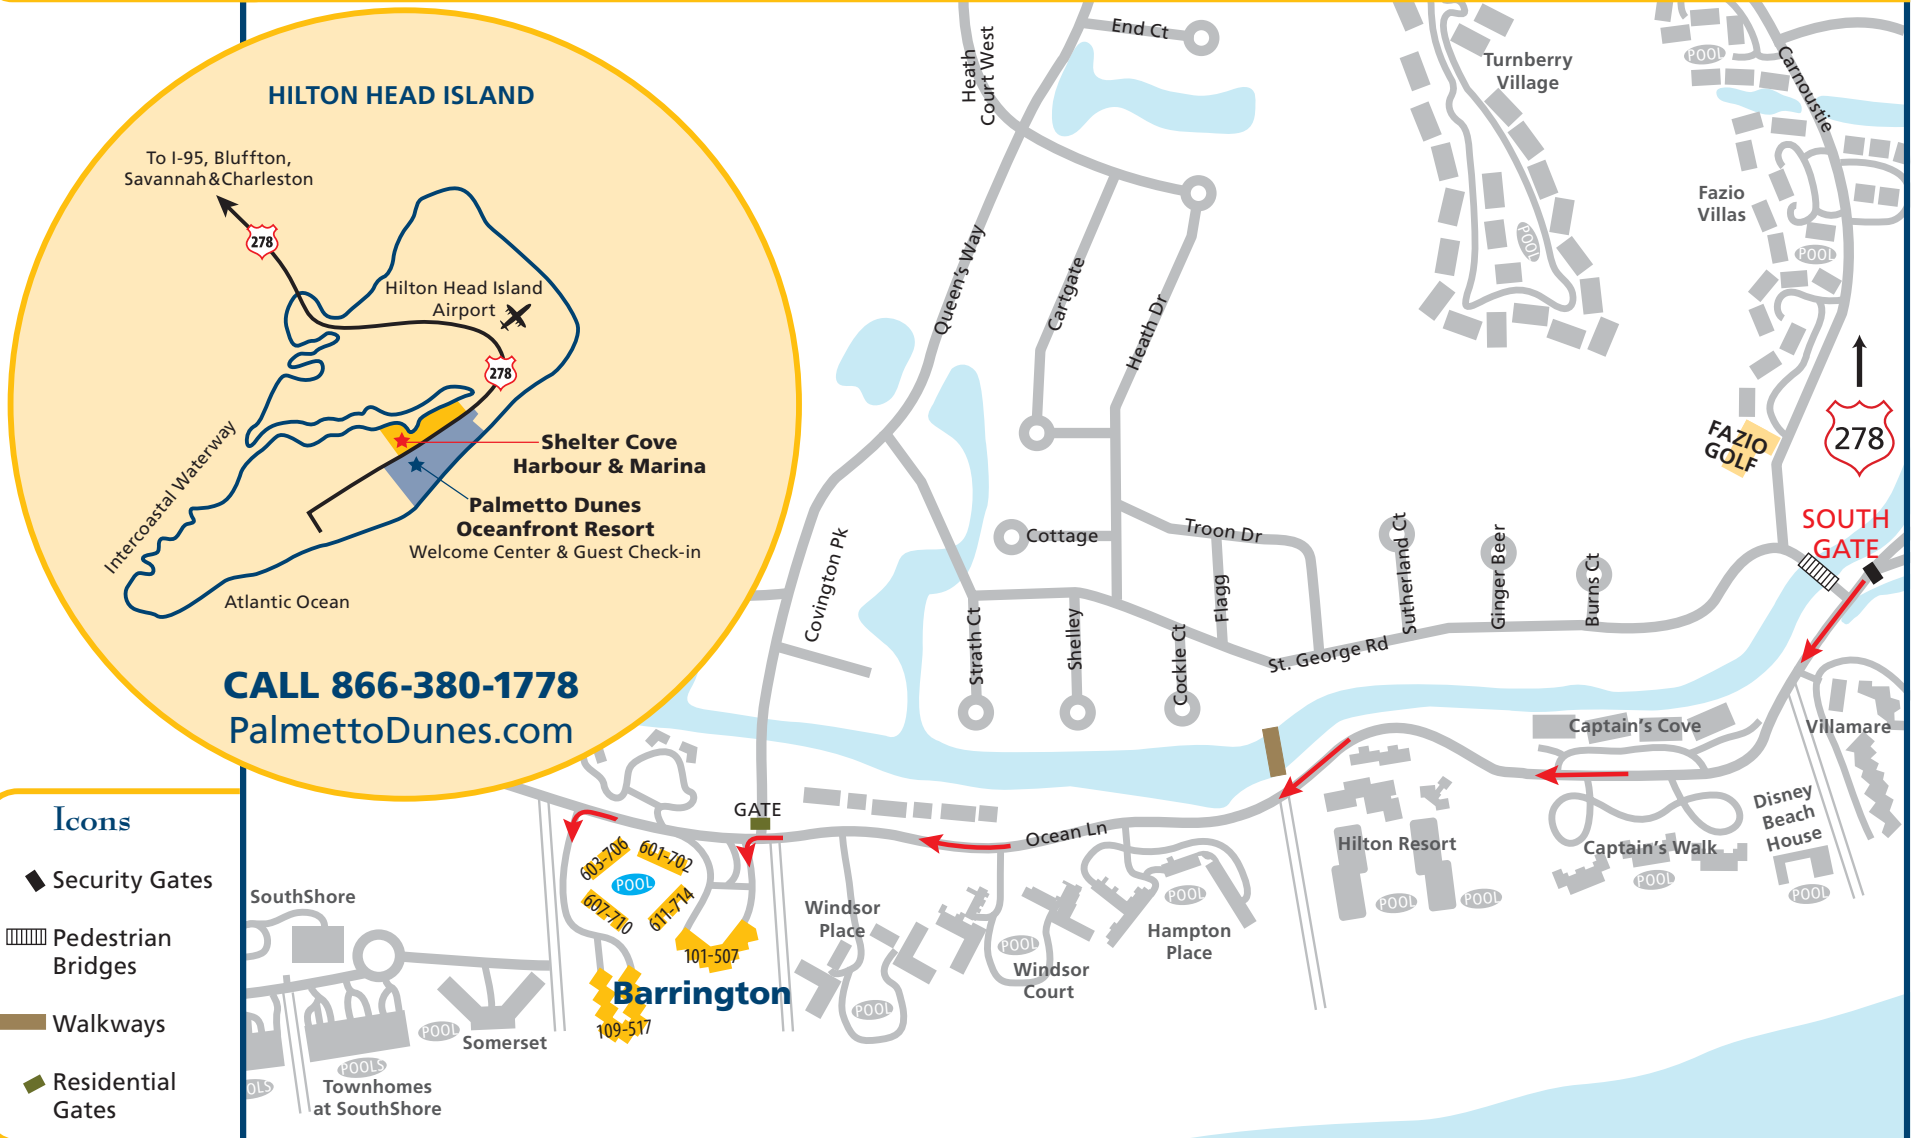 HILTON HEAD ISLAND
To I-95, Bluffton,
Savannah & Charleston
278
Hilton Head Island
Airport
278
Intercoastal Waterway
Shelter Cove
Harbour & Marina
Palmetto Dunes
Oceanfront Resort
Welcome Center & Guest Check-in
Atlantic Ocean
CALL 866-380-1778
PalmettoDunes.com
Icons
Security Gates
Pedestrian
Bridges
Walkways
Residential
Gates
Heath
Court West
End Ct
Turnberry
Village
POOL
POOL
Carnoustie
Fazio
Villas
POOL
Queen's Way
Cartgate
Heath Dr
FAZIO
GOLF
278
SOUTH
GATE
Covington Pk
Cottage
Troon Dr
Flagg
Sutherland Ct
Ginger Beer
Burns Ct
Strath Ct
Shelley
Cockle Ct
St. George Rd
Captain's Cove
Villamare
GATE
Ocean Ln
Hilton Resort
Captain's Walk
Disney
Beach
House
POOL
POOL
POOL
POOL
603-706
601-702
POOL
607-710
611-714
101-507
Barrington
109-517
Windsor
Place
POOL
POOL
Windsor
Court
POOL
Hampton
Place
SouthShore
POOL
Somerset
POOLS
Townhomes
at SouthShore
OLS